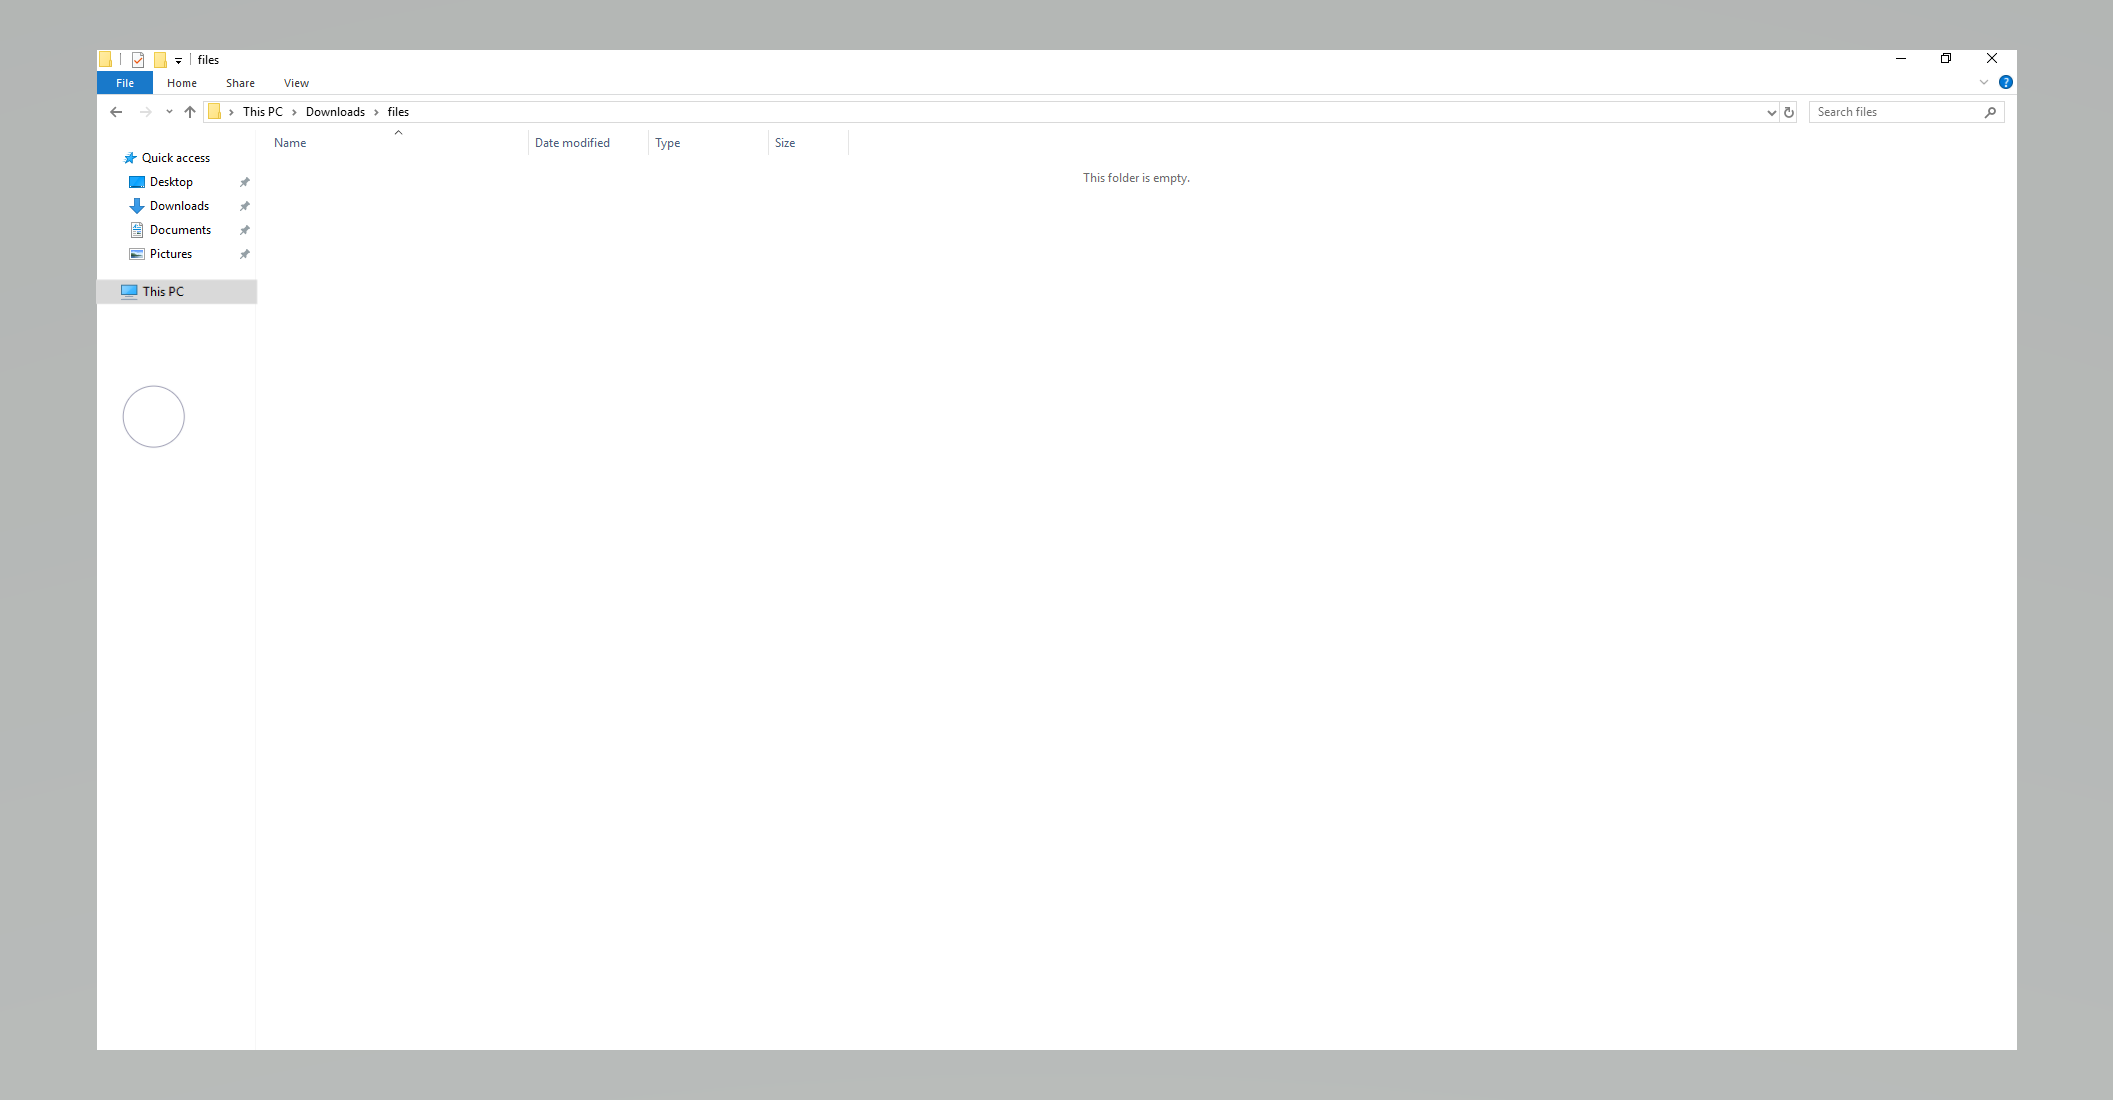 files
File Home Share View
This PC Downloads files
Search files
Name Date modified Type Size
This folder is empty.
Quick access
Desktop
Downloads
Documents
Pictures
This PC